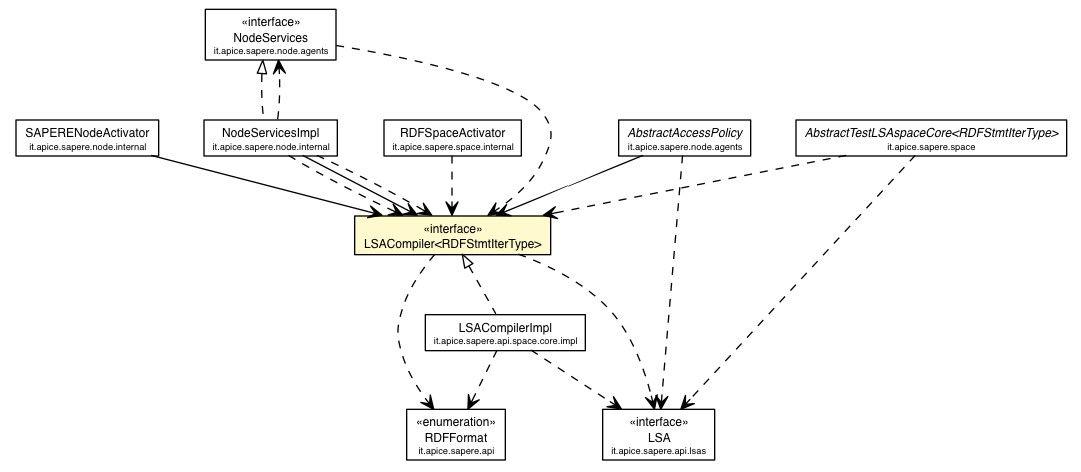 «interface»
NodeServices
it.apice.sapere.node.agents
SAPERENodeActivator
it.apice.sapere.node.internal
NodeServicesImpl
it.apice.sapere.node.internal
RDFSpaceActivator
it.apice.sapere.space.internal
AbstractAccessPolicy
it.apice.sapere.node.agents
AbstractTestLSAspaceCore<RDFStmtIterType>
it.apice.sapere.space
«interface»
LSACompiler<RDFStmtIterType>
LSACompilerImpl
it.apice.sapere.api.space.core.impl
«enumeration»
RDFFormat
it.apice.sapere.api
«interface»
LSA
it.apice.sapere.api.lsas